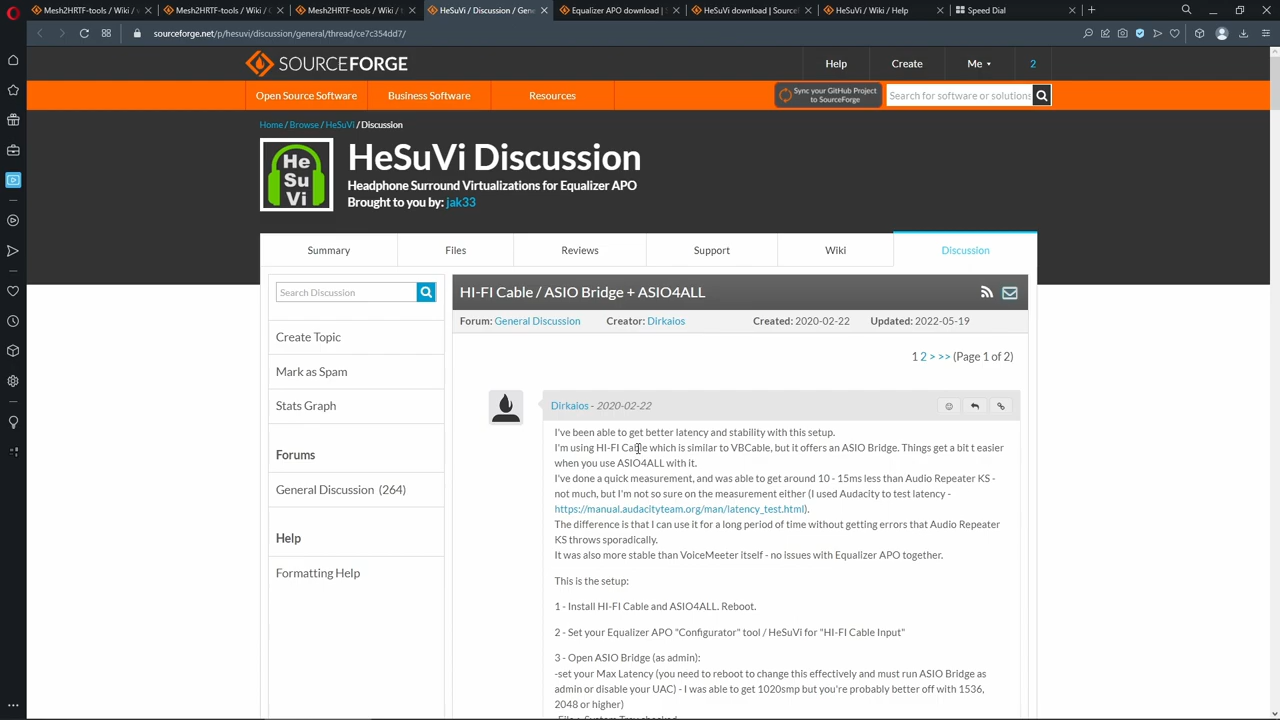 Mesh2HRTF-tools / Wiki /
Mesh2HRTF-tools / Wiki /
Mesh2HRTF-tools / Wiki /
HeSuVi / Discussion / Gene
Equalizer APO download |
HeSuVi download | Sourcel
HeSuVi / Wiki / Help
Speed Dial
sourceforge.net/p/hesuvi/discussion/general/thread/ce7c354dd7/
SOURCEFORGE
Help
Create
Me
2
Open Source Software
Business Software
Resources
Sync your GitHub Project
to SourceForge
Search for software or solutions
Home / Browse / HeSuVi / Discussion
He
Su
Vi
HeSuVi Discussion
Headphone Surround Virtualizations for Equalizer APO
Brought to you by: jak33
Summary
Files
Reviews
Support
Wiki
Discussion
Search Discussion
Create Topic
Mark as Spam
Stats Graph
Forums
General Discussion (264)
Help
Formatting Help
HI-FI Cable / ASIO Bridge + ASIO4ALL
Forum: General Discussion Creator: Dirkaios Created: 2020-02-22 Updated: 2022-05-19
1 2 > >> (Page 1 of 2)
Dirkaios - 2020-02-22
I've been able to get better latency and stability with this setup.
I'm using HI-FI Cable which is similar to VBCable, but it offers an ASIO Bridge. Things get a bit t easier
when you use ASIO4ALL with it.
I've done a quick measurement, and was able to get around 10 - 15ms less than Audio Repeater KS -
not much, but I'm not so sure on the measurement either (I used Audacity to test latency -
https://manual.audacityteam.org/man/latency_test.html).
The difference is that I can use it for a long period of time without getting errors that Audio Repeater
KS throws sporadically.
It was also more stable than VoiceMeeter itself - no issues with Equalizer APO together.
This is the setup:
1 - Install HI-FI Cable and ASIO4ALL. Reboot.
2 - Set your Equalizer APO "Configurator" tool / HeSuVi for "HI-FI Cable Input"
3 - Open ASIO Bridge (as admin):
-set your Max Latency (you need to reboot to change this effectively and must run ASIO Bridge as
admin or disable your UAC) - I was able to get 1020smp but you're probably better off with 1536,
2048 or higher)